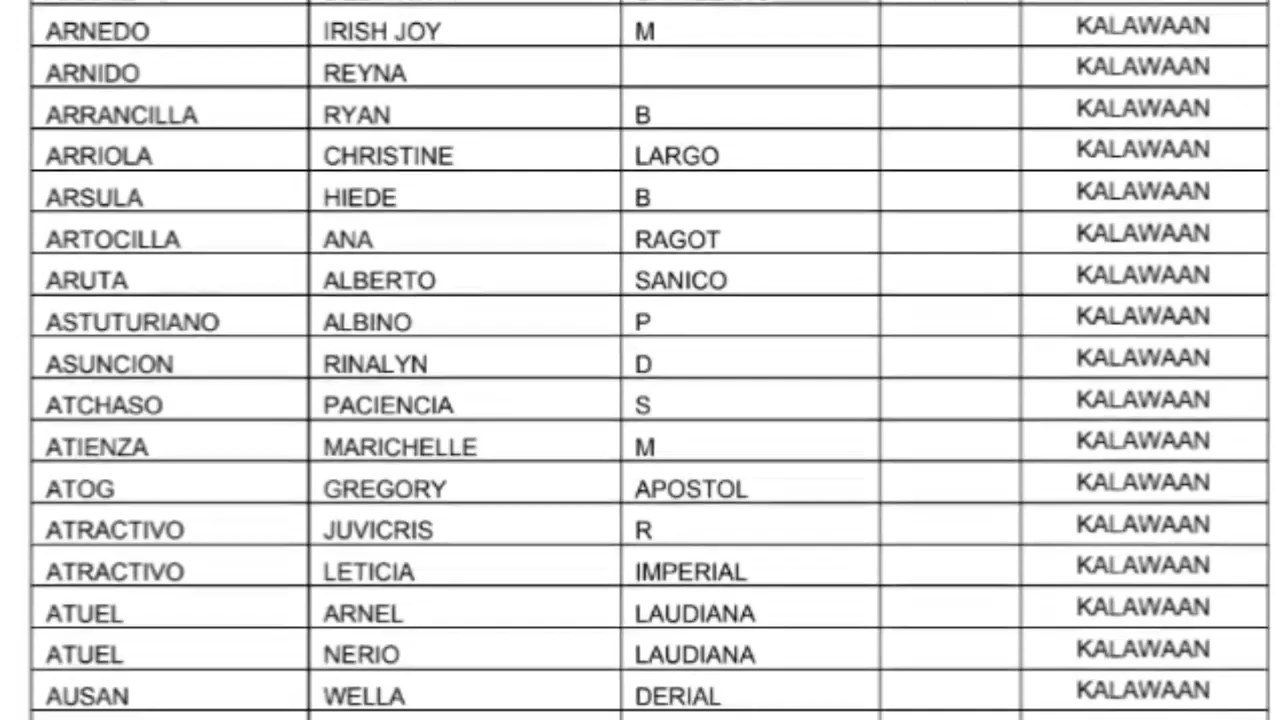 ARNEDO IRISH JOY M KALAWAAN
ARNIDO REYNA KALAWAAN
ARRANCILLA RYAN B KALAWAAN
ARRIOLA CHRISTINE LARGO KALAWAAN
ARSULA HIEDE B KALAWAAN
ARTOCILLA ANA RAGOT KALAWAAN
ARUTA ALBERTO SANICO KALAWAAN
ASTUTURIANO ALBINO P KALAWAAN
ASUNCION RINALYN D KALAWAAN
ATCHASO PACIENCIA S KALAWAAN
ATIENZA MARICHELLE M KALAWAAN
ATOG GREGORY APOSTOL KALAWAAN
ATRACTIVO JUVICRIS R KALAWAAN
ATRACTIVO LETICIA IMPERIAL KALAWAAN
ATUEL ARNEL LAUDIANA KALAWAAN
ATUEL NERIO LAUDIANA KALAWAAN
AUSAN WELLA DERIAL KALAWAAN